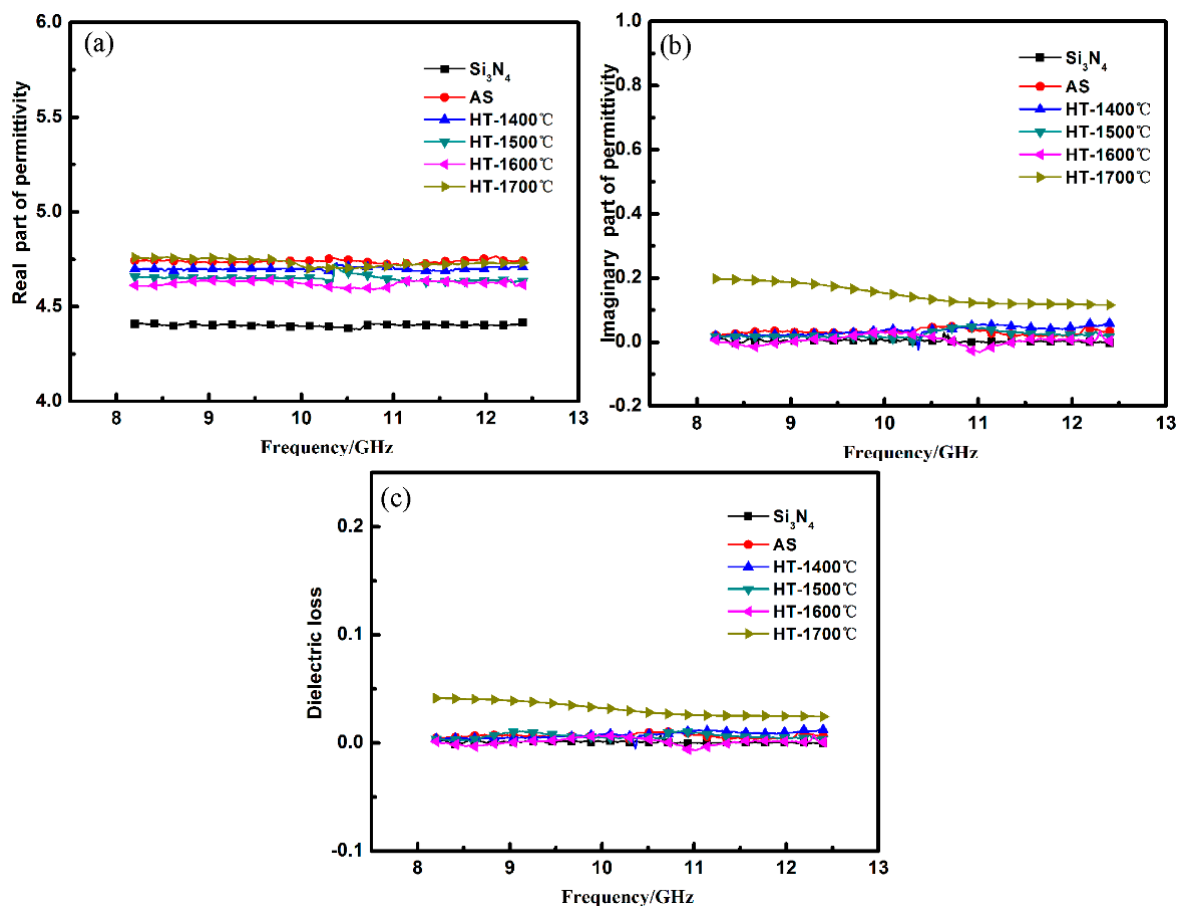 (a)
Si₃N₄
AS
HT-1400℃
HT-1500℃
HT-1600℃
HT-1700℃
Real part of permittivity
6.0
5.5
5.0
4.5
4.0
8 9 10 11 12 13
Frequency/GHz
(b)
Si₃N₄
AS
HT-1400℃
HT-1500℃
HT-1600℃
HT-1700℃
Imaginary part of permittivity
1.0
0.8
0.6
0.4
0.2
0.0
-0.2
8 9 10 11 12 13
Frequency/GHz
(c)
Si₃N₄
AS
HT-1400℃
HT-1500℃
HT-1600℃
HT-1700℃
Dielectric loss
0.2
0.1
0.0
-0.1
8 9 10 11 12 13
Frequency/GHz